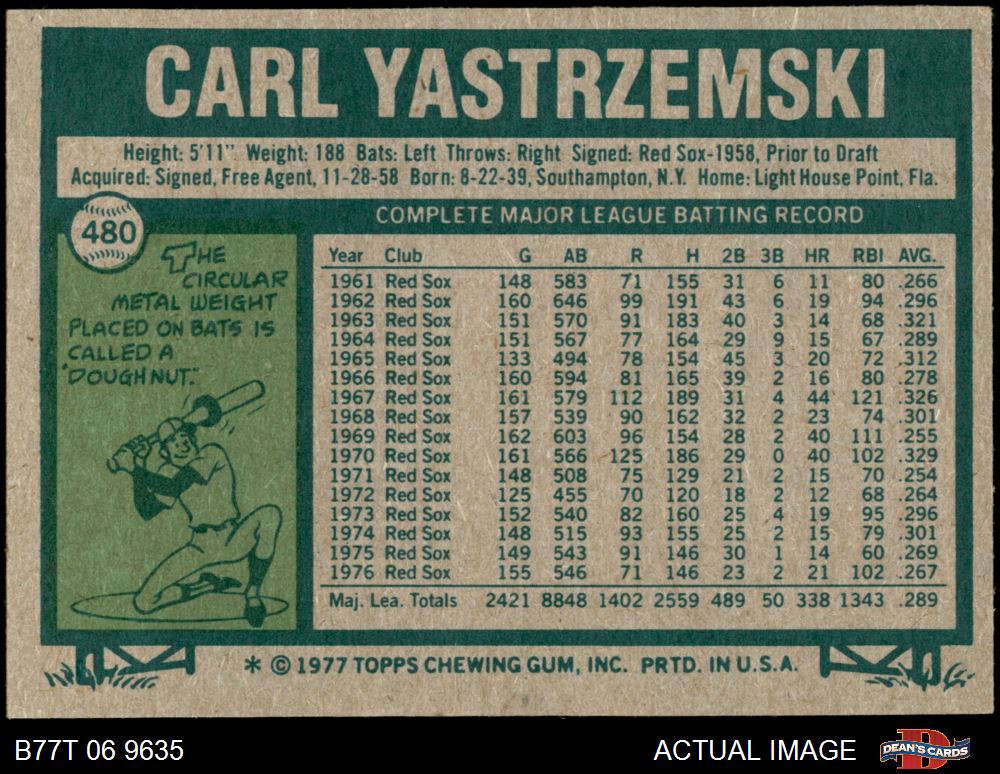 CARL YASTRZEMSKI
Height: 5'11" Weight: 188 Bats: Left Throws: Right Signed: Red Sox-1958, Prior to Draft
Acquired: Signed, Free Agent, 11-28-58 Born: 8-22-39, Southampton, N.Y. Home: Light House Point, Fla.
480
THE
CIRCULAR
METAL WEIGHT
PLACED ON BATS IS
CALLED A
"DOUGHNUT."
COMPLETE MAJOR LEAGUE BATTING RECORD
Year Club G AB R H 2B 3B HR RBI AVG.
1961 Red Sox 148 583 71 155 31 6 11 80 .266
1962 Red Sox 160 646 99 191 43 6 19 94 .296
1963 Red Sox 151 570 91 183 40 3 14 68 .321
1964 Red Sox 151 567 77 164 29 9 15 67 .289
1965 Red Sox 133 494 78 154 45 3 20 72 .312
1966 Red Sox 160 594 81 165 39 2 16 80 .278
1967 Red Sox 161 579 112 189 31 4 44 121 .326
1968 Red Sox 157 539 90 162 32 2 23 74 .301
1969 Red Sox 162 603 96 154 28 2 40 111 .255
1970 Red Sox 161 566 125 186 29 0 40 102 .329
1971 Red Sox 148 508 75 129 21 2 15 70 .254
1972 Red Sox 125 455 70 120 18 2 12 68 .264
1973 Red Sox 152 540 82 160 25 4 19 95 .296
1974 Red Sox 148 515 93 155 25 2 15 79 .301
1975 Red Sox 149 543 91 146 30 1 14 60 .269
1976 Red Sox 155 546 71 146 23 2 21 102 .267
Maj. Lea. Totals 2421 8848 1402 2559 489 50 338 1343 .289
* © 1977 TOPPS CHEWING GUM, INC. PRTD. IN U.S.A.
B77T 06 9635
ACTUAL IMAGE
DEAN'S CARDS